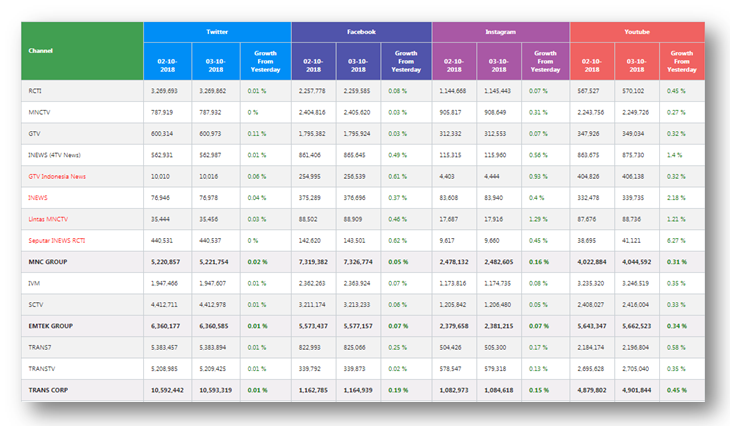 Channel Twitter Facebook Instagram Youtube
02-10-2018 03-10-2018 Growth From Yesterday 02-10-2018 03-10-2018 Growth From Yesterday 02-10-2018 03-10-2018 Growth From Yesterday 02-10-2018 03-10-2018 Growth From Yesterday
RCTI 3,269,693 3,269,862 0.01 % 2,257,778 2,259,585 0.08 % 1,144,668 1,145,443 0.07 % 567,527 570,102 0.45 %
MNCTV 787,919 787,932 0 % 2,404,816 2,405,620 0.03 % 905,817 908,649 0.31 % 2,243,756 2,249,726 0.27 %
GTV 600,314 600,973 0.11 % 1,795,382 1,795,924 0.03 % 312,332 312,553 0.07 % 347,926 349,034 0.32 %
INEWS (4TV News) 562,931 562,987 0.01 % 861,406 865,645 0.49 % 115,315 115,960 0.56 % 863,675 875,730 1.4 %
GTV Indonesia News 10,010 10,016 0.06 % 254,995 256,539 0.61 % 4,403 4,444 0.93 % 404,826 406,138 0.32 %
INEWS 76,946 76,978 0.04 % 375,289 376,696 0.37 % 83,608 83,940 0.4 % 332,478 339,735 2.18 %
Lintas MNCTV 35,444 35,456 0.03 % 88,502 88,909 0.46 % 17,687 17,916 1.29 % 87,676 88,736 1.21 %
Seputar INEWS RCTI 440,531 440,537 0 % 142,620 143,501 0.62 % 9,617 9,660 0.45 % 38,695 41,121 6.27 %
MNC GROUP 5,220,857 5,221,754 0.02 % 7,319,382 7,326,774 0.05 % 2,478,132 2,482,605 0.16 % 4,022,884 4,044,592 0.31 %
IVM 1,947,466 1,947,607 0.01 % 2,362,263 2,363,924 0.07 % 1,173,816 1,174,735 0.08 % 3,235,320 3,246,519 0.35 %
SCTV 4,412,711 4,412,978 0.01 % 3,211,174 3,213,233 0.06 % 1,205,842 1,206,480 0.05 % 2,408,027 2,416,004 0.33 %
EMTEK GROUP 6,360,177 6,360,585 0.01 % 5,573,437 5,577,157 0.07 % 2,379,658 2,381,215 0.07 % 5,643,347 5,662,523 0.34 %
TRANS7 5,383,457 5,383,894 0.01 % 822,993 825,066 0.25 % 504,426 505,300 0.17 % 2,184,174 2,196,804 0.58 %
TRANSTV 5,208,985 5,209,425 0.01 % 339,792 339,873 0.02 % 578,547 579,318 0.13 % 2,695,628 2,705,040 0.35 %
TRANS CORP 10,592,442 10,593,319 0.01 % 1,162,785 1,164,939 0.19 % 1,082,973 1,084,618 0.15 % 4,879,802 4,901,844 0.45 %